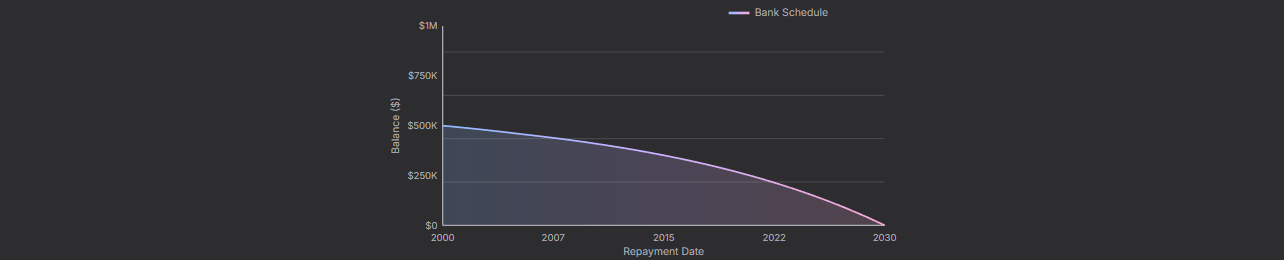 Bank Schedule
$1M
$750K
$500K
$250K
$0
Balance ($)
2000 2007 2015 2022 2030
Repayment Date